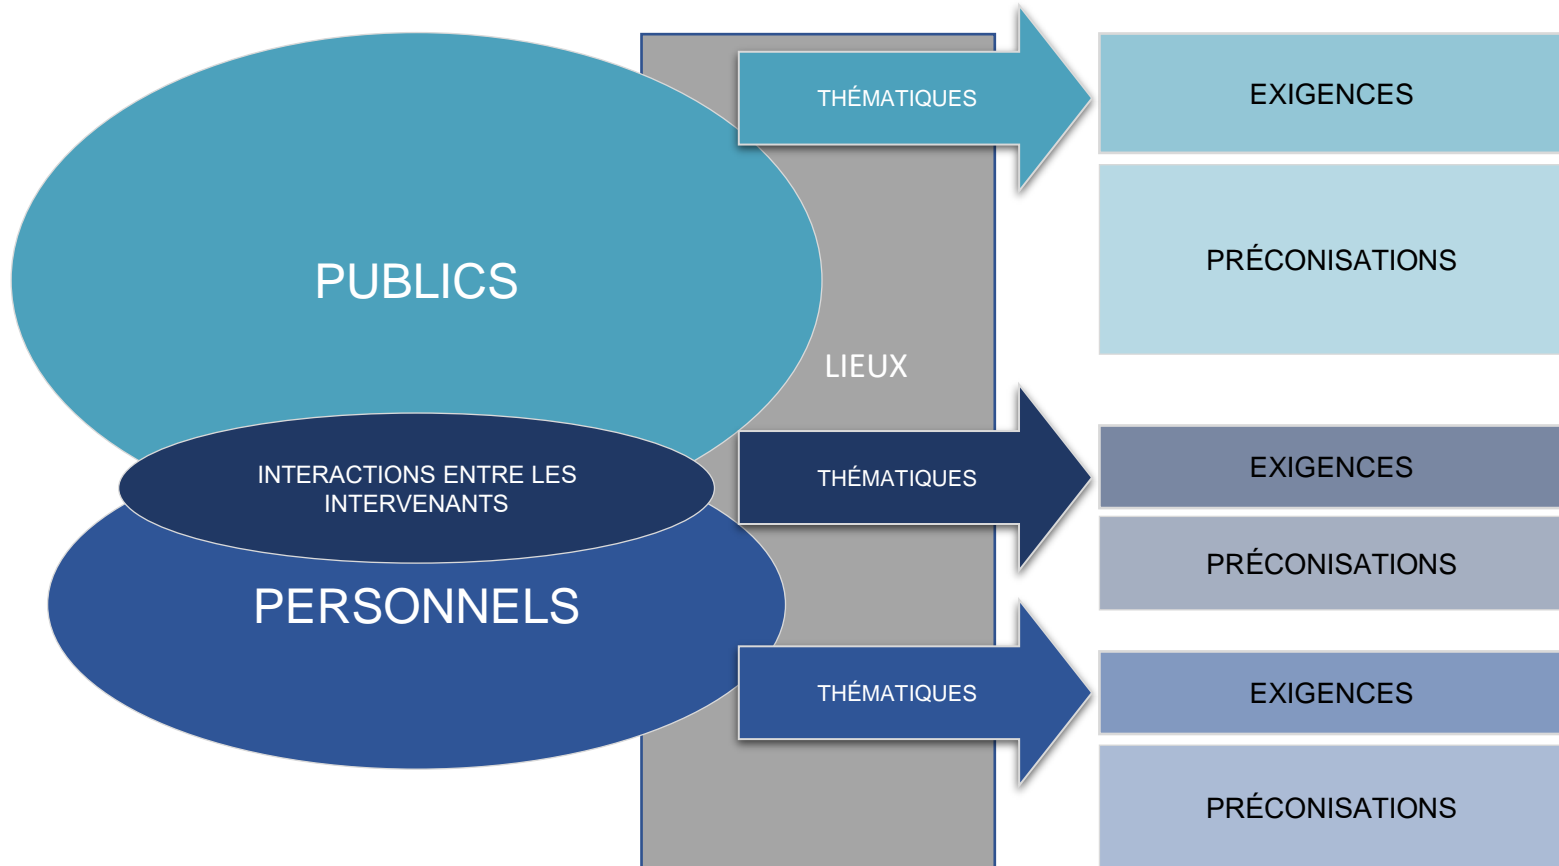 THÉMATIQUES
EXIGENCES
PUBLICS
PRÉCONISATIONS
LIEUX
INTERACTIONS ENTRE LES
INTERVENANTS
THÉMATIQUES
EXIGENCES
PRÉCONISATIONS
PERSONNELS
THÉMATIQUES
EXIGENCES
PRÉCONISATIONS